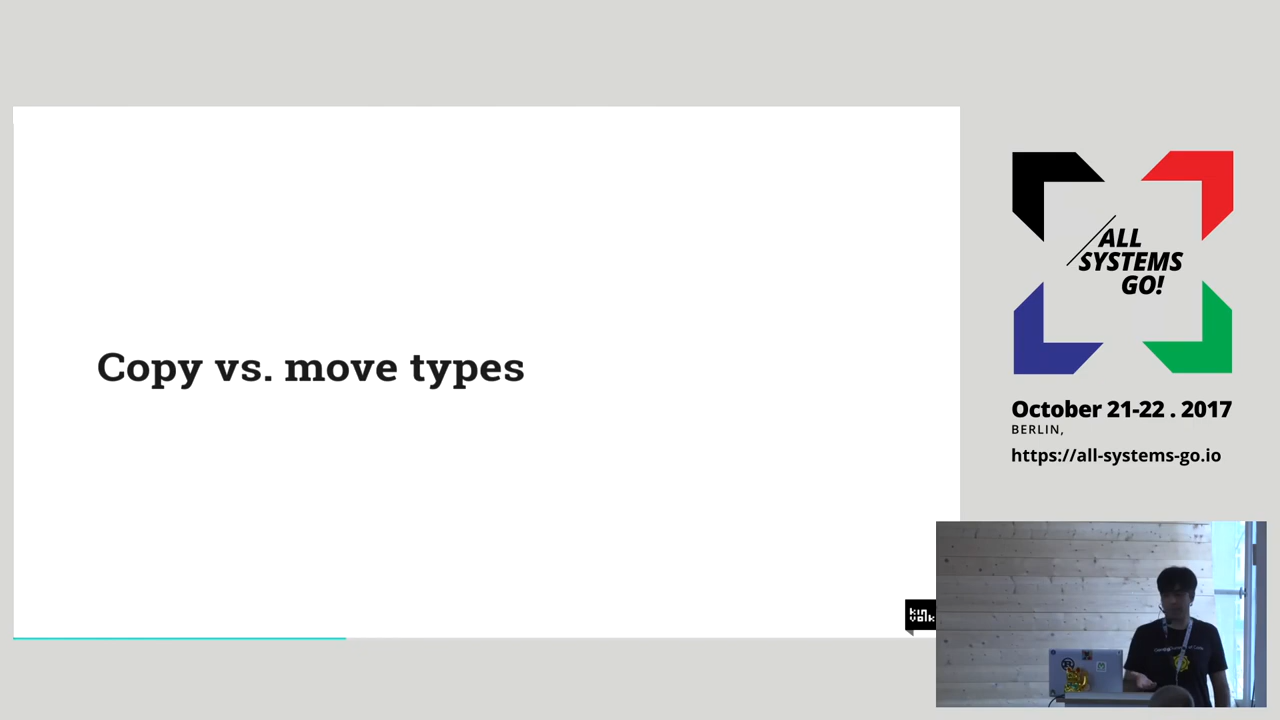 Copy vs. move types
kin
volk
ALL
SYSTEMS
GO!
October 21-22 . 2017
BERLIN,
https://all-systems-go.io